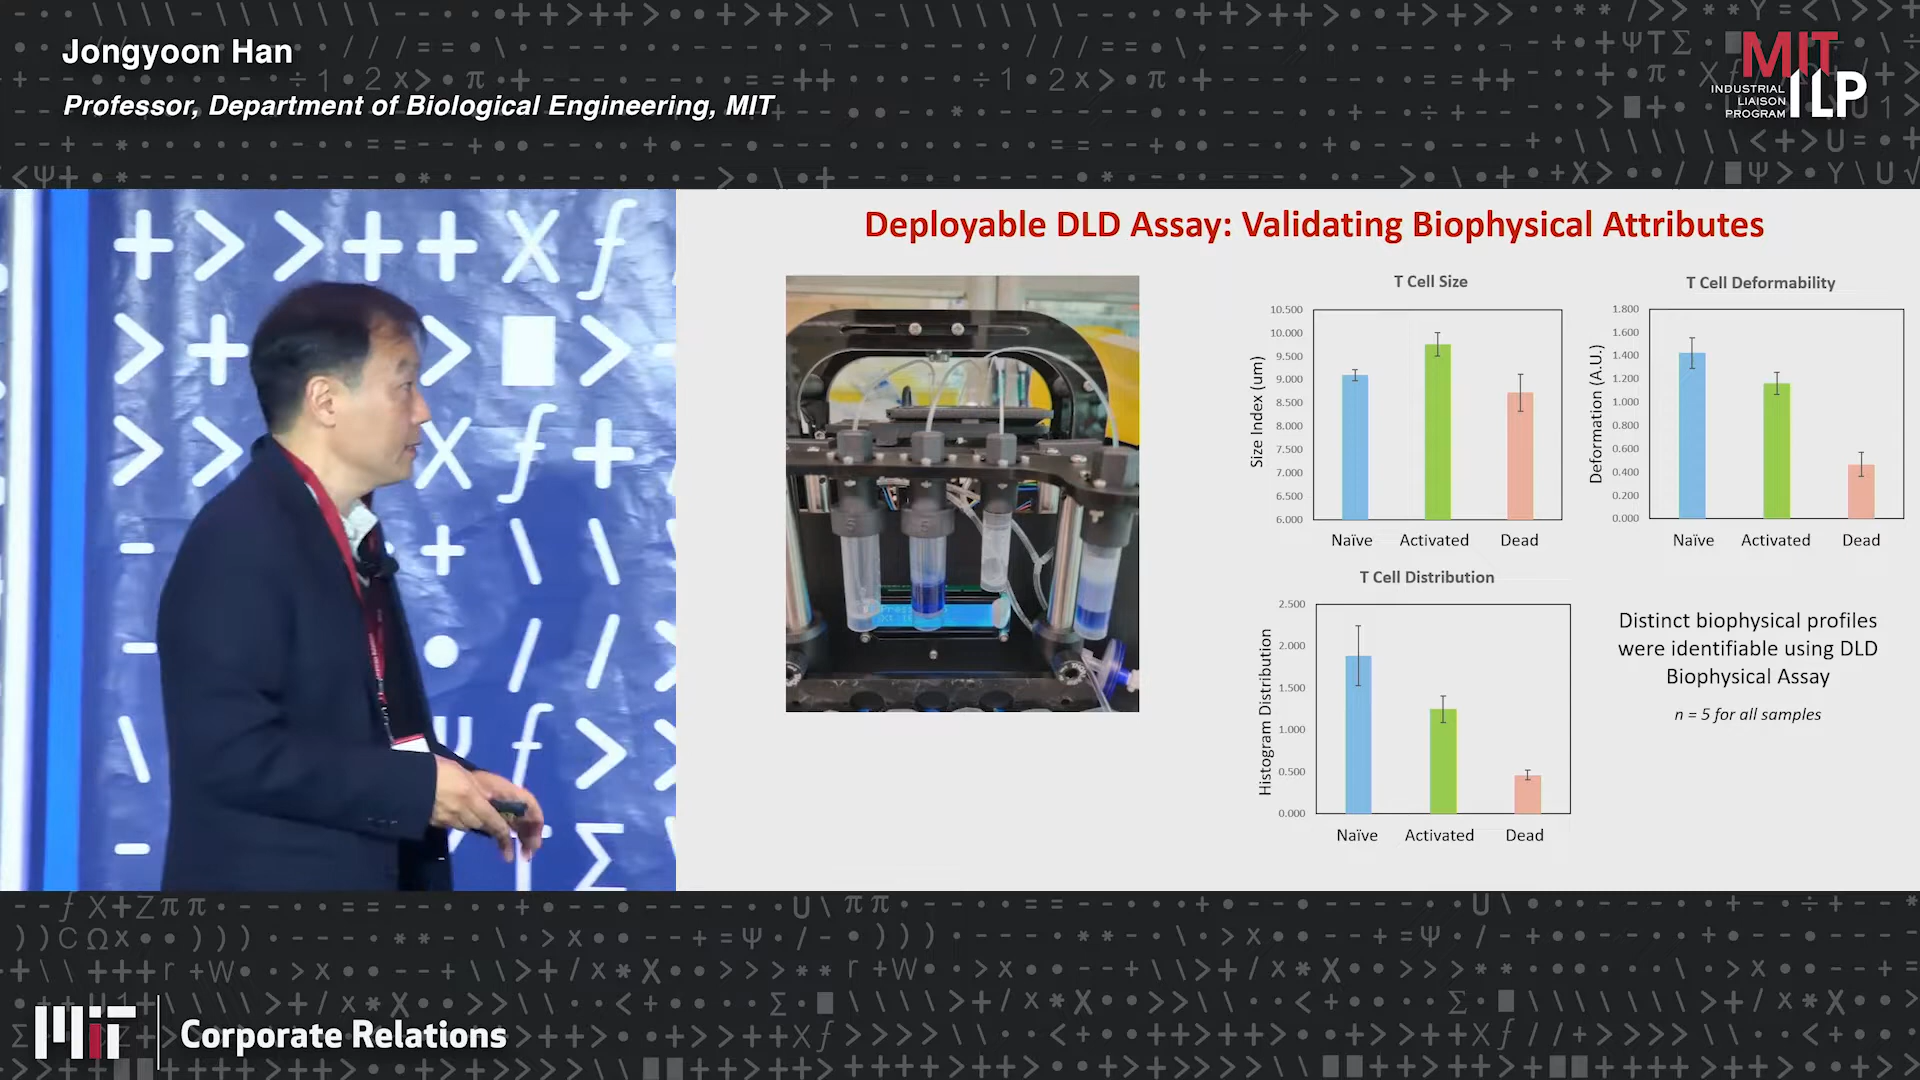 Jongyoon Han
Professor, Department of Biological Engineering, MIT
MIT
INDUSTRIAL
LIAISON
PROGRAM
ILP
Deployable DLD Assay: Validating Biophysical Attributes
T Cell Size
Size Index (um)
10.500
10.000
9.500
9.000
8.500
8.000
7.500
7.000
6.500
6.000
Naïve Activated Dead
T Cell Deformability
Deformation (A.U.)
1.800
1.600
1.400
1.200
1.000
0.800
0.600
0.400
0.200
0.000
Naïve Activated Dead
T Cell Distribution
Histogram Distribution
2.500
2.000
1.500
1.000
0.500
0.000
Naïve Activated Dead
Distinct biophysical profiles
were identifiable using DLD
Biophysical Assay
n = 5 for all samples
MIT
Corporate Relations